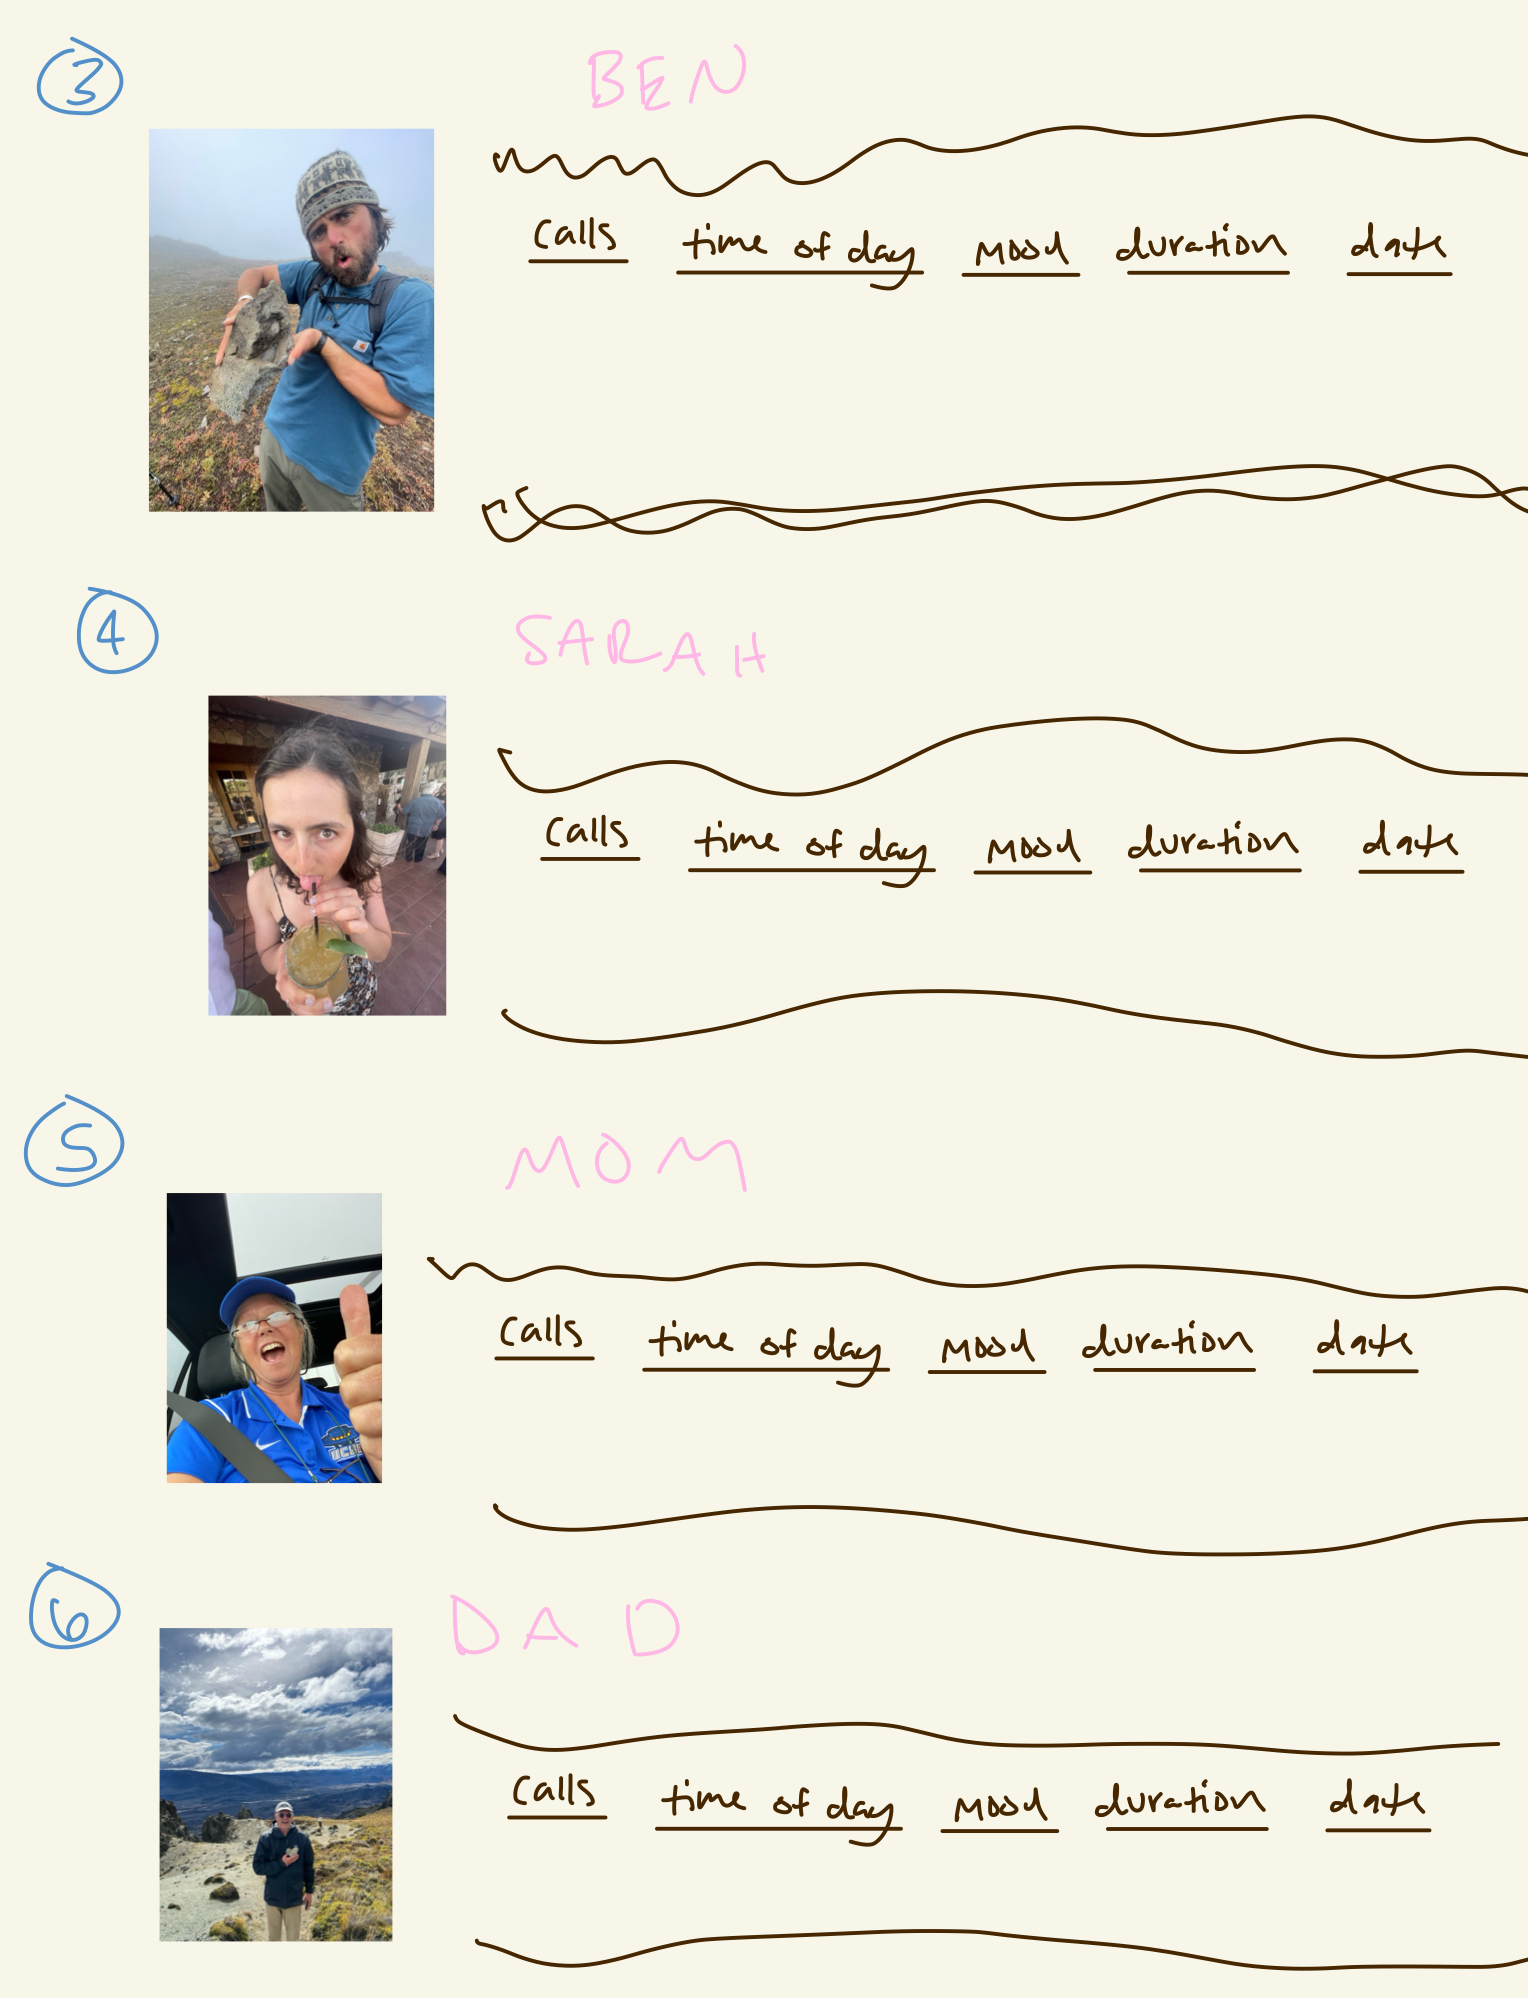 3
BEN
calls time of day mood duration date
4
SARAH
calls time of day mood duration date
5
MOM
calls time of day mood duration date
6
DAD
calls time of day mood duration date